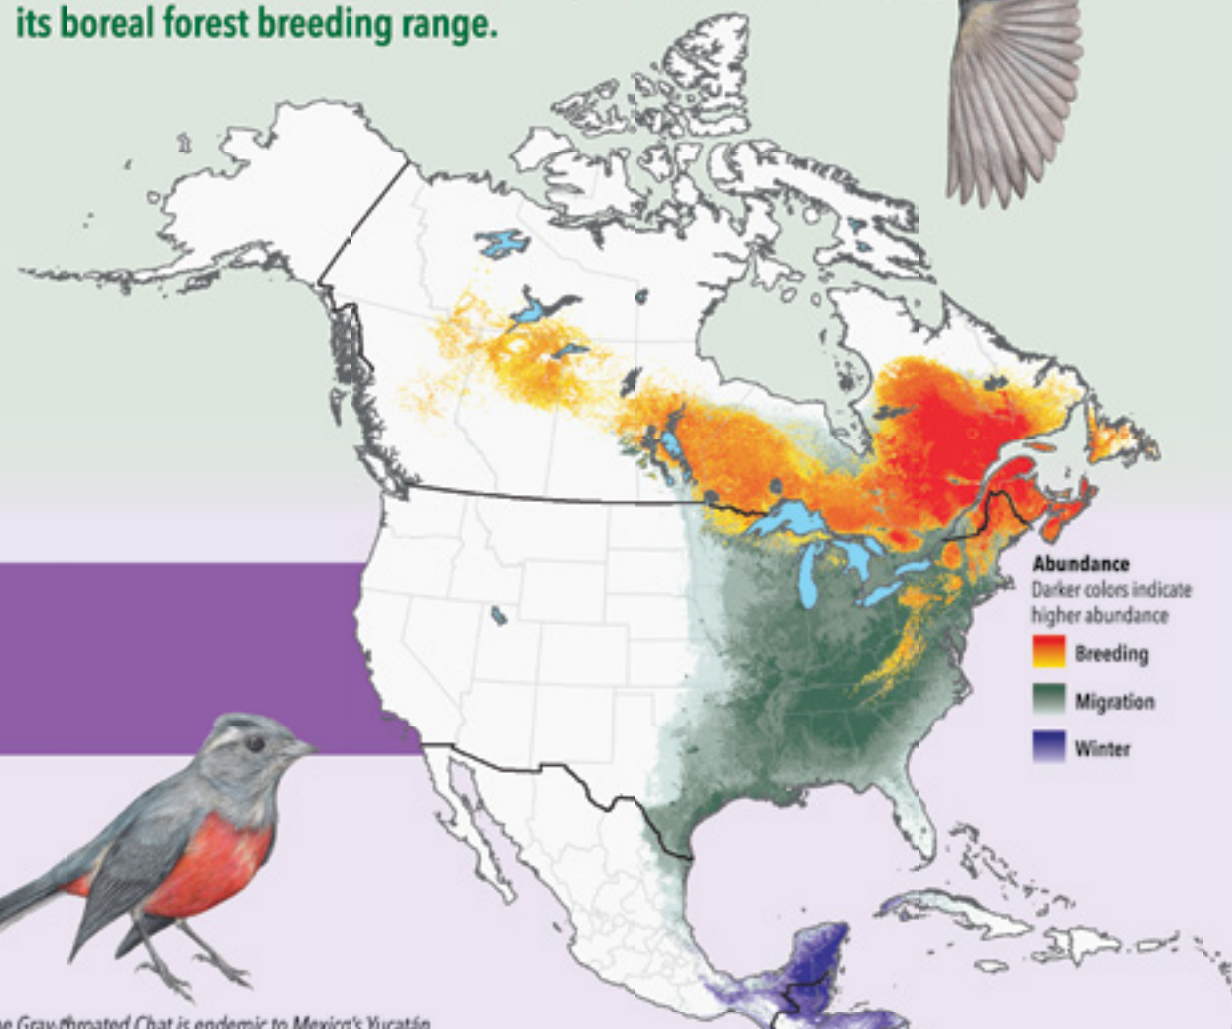 its boreal forest breeding range.
Abundance
Darker colors indicate
higher abundance
Breeding
Migration
Winter
Gray-throated Chat is endemic to Mexico's Yucatán